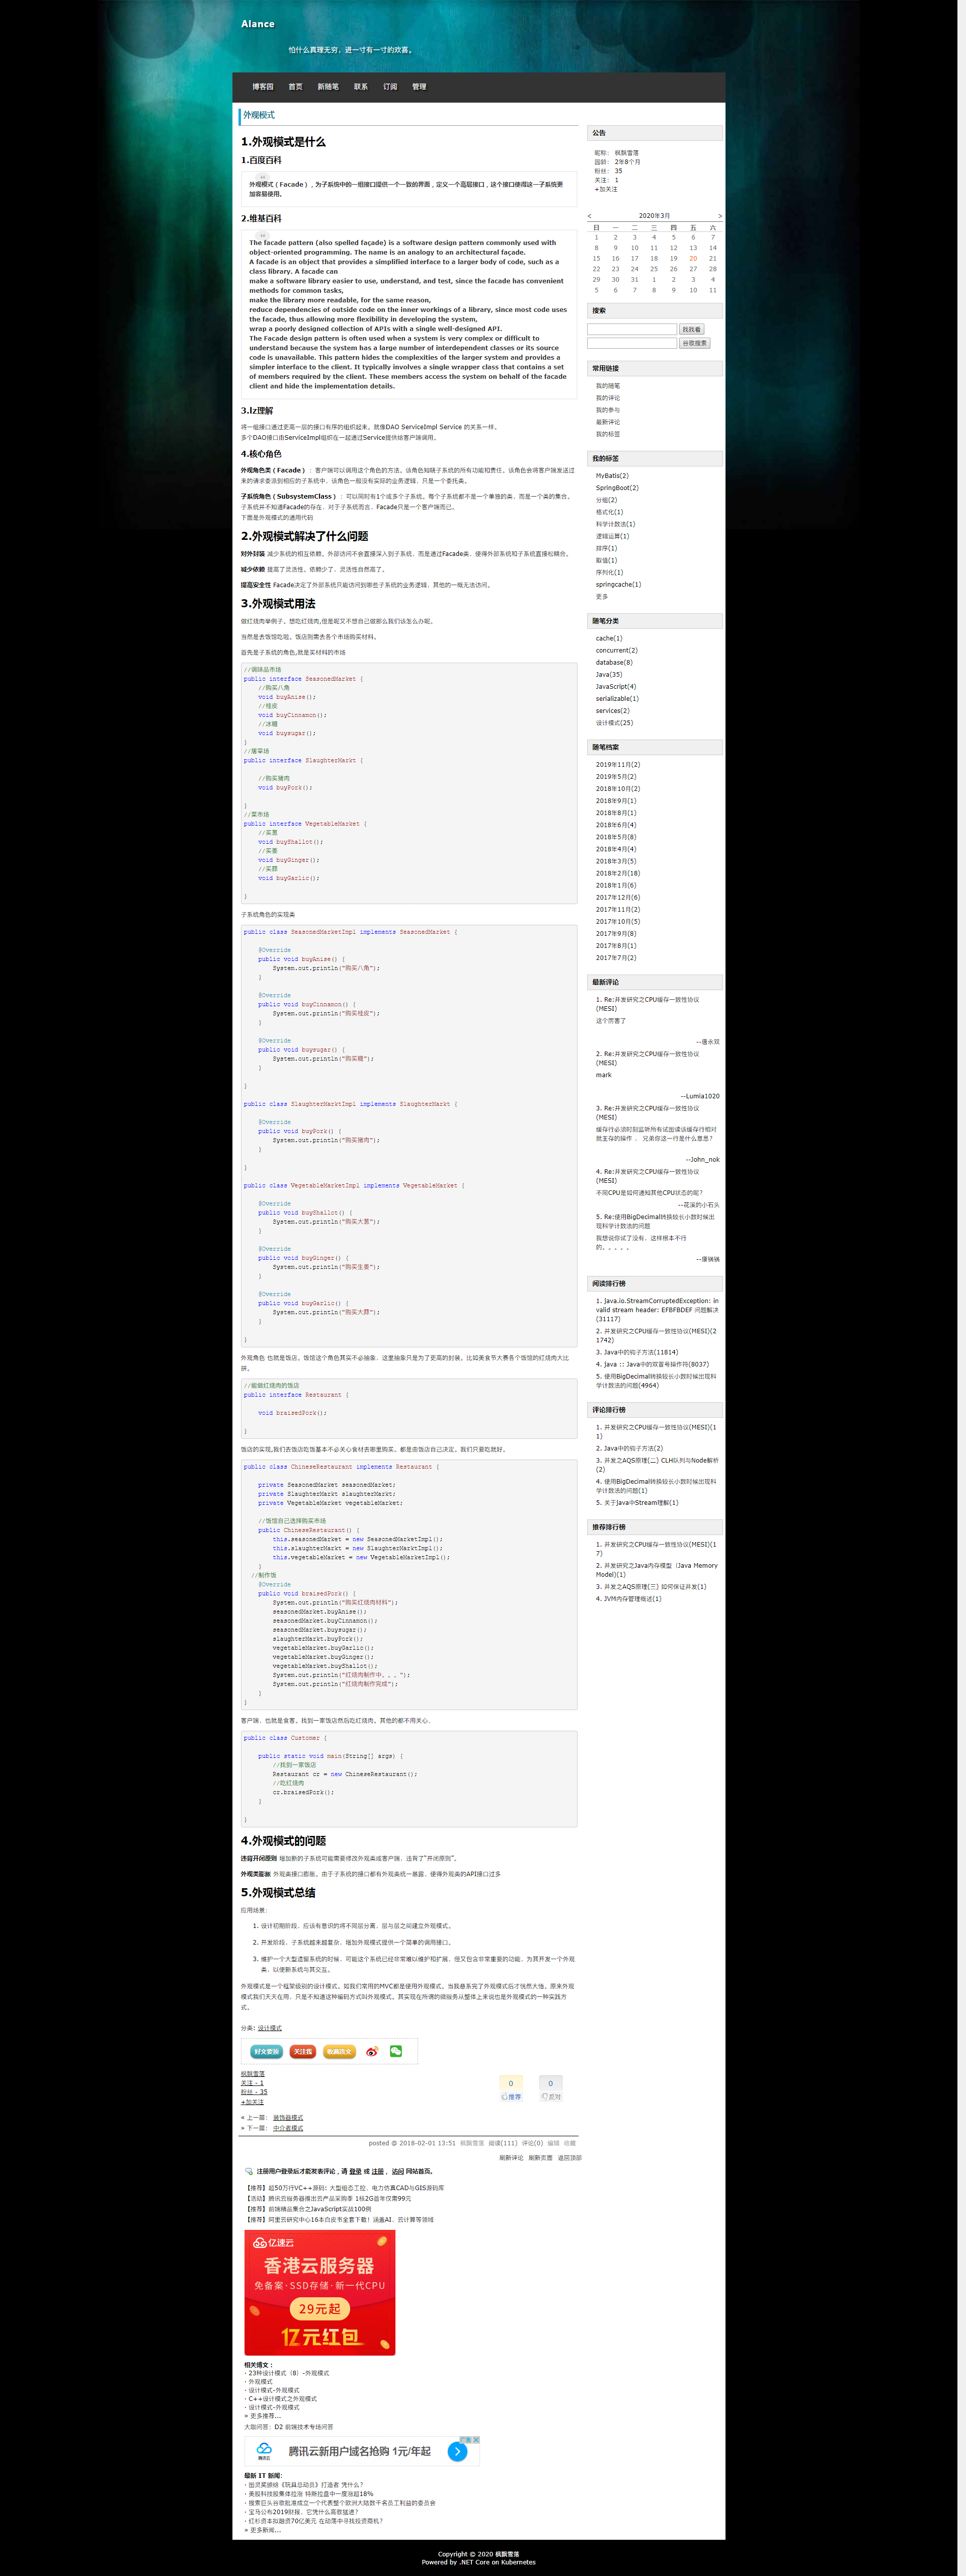 Alance
怕什么真理无穷，进一寸有一寸的欢喜。
博客园 首页 新随笔 联系 订阅 管理
外观模式
1.外观模式是什么
1.百度百科
外观模式（Facade），为子系统中的一组接口提供一个一致的界面，定义一个高层接口，这个接口使得这一子系统更
加容易使用。
2.维基百科
The facade pattern (also spelled façade) is a software design pattern commonly used with
object-oriented programming. The name is an analogy to an architectural façade.
A facade is an object that provides a simplified interface to a larger body of code, such as a
class library. A facade can
make a software library easier to use, understand, and test, since the facade has convenient
methods for common tasks,
make the library more readable, for the same reason,
reduce dependencies of outside code on the inner workings of a library, since most code uses
the facade, thus allowing more flexibility in developing the system,
wrap a poorly designed collection of APIs with a single well-designed API.
The Facade design pattern is often used when a system is very complex or difficult to
understand because the system has a large number of interdependent classes or its source
code is unavailable. This pattern hides the complexities of the larger system and provides a
simpler interface to the client. It typically involves a single wrapper class that contains a set
of members required by the client. These members access the system on behalf of the facade
client and hide the implementation details.
3.lz理解
将一组接口通过更高一层的接口有序的组织起来。就像DAO ServiceImpl Service 的关系一样。
多个DAO接口由ServiceImpl组织在一起通过Service提供给客户端调用。
4.核心角色
外观角色类（Facade）：客户端可以调用这个角色的方法。该角色知晓子系统的所有功能和责任。该角色会将客户端发送过
来的请求委派到相应的子系统中，该角色一般没有实际的业务逻辑，只是一个委托类。
子系统角色（SubsystemClass）：可以同时有1个或多个子系统。每个子系统都不是一个单独的类，而是一个类的集合。
子系统并不知道Facade的存在，对于子系统而言，Facade只是一个客户端而已。
下面是外观模式的通用代码
2.外观模式解决了什么问题
对外封装 减少系统的相互依赖。外部访问不会直接深入到子系统，而是通过Facade类，使得外部系统和子系统直接松耦合。
减少依赖 提高了灵活性。依赖少了，灵活性自然高了。
提高安全性 Facade决定了外部系统只能访问到哪些子系统的业务逻辑，其他的一概无法访问。
3.外观模式用法
做红烧肉举例子。想吃红烧肉,但是呢又不想自己做那么我们该怎么办呢。
当然是去饭馆吃啦。饭店则需去各个市场购买材料。
首先是子系统的角色,就是买材料的市场
//调味品市场
public interface SeasonedMarket {
//购买八角
void buyAnise();
//桂皮
void buyCinnamon();
//冰糖
void buysugar();
}
//屠宰场
public interface SlaughterMarkt {
//购买猪肉
void buyPork();
}
//菜市场
public interface VegetableMarket {
//买葱
void buyShallot();
//买姜
void buyGinger();
//买蒜
void buyGarlic();
}
子系统角色的实现类
public class SeasonedMarketImpl implements SeasonedMarket {
@Override
public void buyAnise() {
System.out.println("购买八角");
}
@Override
public void buyCinnamon() {
System.out.println("购买桂皮");
}
@Override
public void buysugar() {
System.out.println("购买糖");
}
}
public class SlaughterMarktImpl implements SlaughterMarkt {
@Override
public void buyPork() {
System.out.println("购买猪肉");
}
}
public class VegetableMarketImpl implements VegetableMarket {
@Override
public void buyShallot() {
System.out.println("购买大葱");
}
@Override
public void buyGinger() {
System.out.println("购买生姜");
}
@Override
public void buyGarlic() {
System.out.println("购买大蒜");
}
}
外观角色 也就是饭店。饭馆这个角色其实不必抽象，这里抽象只是为了更高的封装。比如美食节大赛各个饭馆的红烧肉大比
拼。
//能做红烧肉的饭店
public interface Restaurant {
void braisedPork();
}
饭店的实现,我们去饭店吃饭基本不必关心食材去哪里购买。都是由饭店自己决定。我们只要吃就好。
public class ChineseRestaurant implements Restaurant {
private SeasonedMarket seasonedMarket;
private SlaughterMarkt slaughterMarkt;
private VegetableMarket vegetableMarket;
//饭馆自己选择购买市场
public ChineseRestaurant() {
this.seasonedMarket = new SeasonedMarketImpl();
this.slaughterMarkt = new SlaughterMarktImpl();
this.vegetableMarket = new VegetableMarketImpl();
}
//制作饭
@Override
public void braisedPork() {
System.out.println("购买红烧肉材料");
seasonedMarket.buyAnise();
seasonedMarket.buyCinnamon();
seasonedMarket.buysugar();
slaughterMarkt.buyPork();
vegetableMarket.buyGarlic();
vegetableMarket.buyGinger();
vegetableMarket.buyShallot();
System.out.println("红烧肉制作中。。。");
System.out.println("红烧肉制作完成");
}
}
客户端，也就是食客。找到一家饭店然后吃红烧肉。其他的都不用关心。
public class Customer {
public static void main(String[] args) {
//找到一家饭店
Restaurant cr = new ChineseRestaurant();
//吃红烧肉
cr.braisedPork();
}
}
4.外观模式的问题
违背开闭原则 增加新的子系统可能需要修改外观类或客户端，违背了“开闭原则”。
外观类膨胀 外观类接口膨胀。由于子系统的接口都有外观类统一暴露，使得外观类的API接口过多
5.外观模式总结
应用场景：
1. 设计初期阶段，应该有意识的将不同层分离，层与层之间建立外观模式。
2. 开发阶段，子系统越来越复杂，增加外观模式提供一个简单的调用接口。
3. 维护一个大型遗留系统的时候，可能这个系统已经非常难以维护和扩展，但又包含非常重要的功能，为其开发一个外观
类，以便新系统与其交互。
外观模式是一个框架级别的设计模式。如我们常用的MVC都是使用外观模式。当我基系完了外观模式后才恍然大悟，原来外观
模式我们天天在用，只是不知道这种编码方式叫外观模式。其实现在所谓的微服务从整体上来说也是外观模式的一种实践方
式。
分类: 设计模式
好文要顶 关注我 收藏该文
枫飘雪落
关注 - 1
粉丝 - 35
+加关注
0 0
推荐 反对
« 上一篇： 装饰器模式
» 下一篇： 中介者模式
posted @ 2018-02-01 13:51 枫飘雪落 阅读(111) 评论(0) 编辑 收藏
刷新评论 刷新页面 返回顶部
注册用户登录后才能发表评论，请 登录 或 注册， 访问 网站首页。
【推荐】超50万行VC++源码: 大型组态工控、电力仿真CAD与GIS源码库
【活动】腾讯云服务器推出云产品采购季 1核2G首年仅需99元
【推荐】前端精品集合之JavaScript实战100例
【推荐】阿里云研究中心16本白皮书全套下载！涵盖AI、云计算等领域
亿速云
香港云服务器
免备案·SSD存储·新一代CPU
29元起
亿元红包
相关博文：
· 23种设计模式（8）-外观模式
· 外观模式
· 设计模式-外观模式
· C++设计模式之外观模式
· 设计模式-外观模式
» 更多推荐...
大咖问答：D2 前端技术专场问答
腾讯云
腾讯云新用户域名抢购 1元/年起
广告
最新 IT 新闻:
· 图灵奖颁给《玩具总动员》打造者 凭什么？
· 美股科技股集体拉涨 特斯拉盘中一度涨超18%
· 搜索巨头谷歌批准成立一个代表整个欧洲大陆数千名员工利益的委员会
· 宝马公布2019财报，它凭什么高歌猛进？
· 红杉资本拟融资70亿美元 在动荡中寻找投资商机?
» 更多新闻...
公告
昵称： 枫飘雪落
园龄： 2年8个月
粉丝： 35
关注： 1
+加关注
< 2020年3月 >
日 一 二 三 四 五 六
1 2 3 4 5 6 7
8 9 10 11 12 13 14
15 16 17 18 19 20 21
22 23 24 25 26 27 28
29 30 31 1 2 3 4
5 6 7 8 9 10 11
搜索
找找看
谷歌搜索
常用链接
我的随笔
我的评论
我的参与
最新评论
我的标签
我的标签
MyBatis(2)
SpringBoot(2)
分组(2)
格式化(1)
科学计数法(1)
逻辑运算(1)
排序(1)
取值(1)
序列化(1)
springcache(1)
更多
随笔分类
cache(1)
concurrent(2)
database(8)
Java(35)
JavaScript(4)
serializable(1)
services(2)
设计模式(25)
随笔档案
2019年11月(2)
2019年5月(2)
2018年10月(2)
2018年9月(1)
2018年8月(1)
2018年6月(4)
2018年5月(8)
2018年4月(4)
2018年3月(5)
2018年2月(18)
2018年1月(6)
2017年12月(6)
2017年11月(2)
2017年10月(5)
2017年9月(8)
2017年8月(1)
2017年7月(2)
最新评论
1. Re:并发研究之CPU缓存一致性协议
(MESI)
这个厉害了
--唐永双
2. Re:并发研究之CPU缓存一致性协议
(MESI)
mark
--Lumia1020
3. Re:并发研究之CPU缓存一致性协议
(MESI)
缓存行必须时刻监听所有试图读该缓存行相对
就主存的操作 ， 兄弟你这一行是什么意思？
--John_nok
4. Re:并发研究之CPU缓存一致性协议
(MESI)
不同CPU是如何通知其他CPU状态的呢？
--花溪的小石头
5. Re:使用BigDecimal转换较长小数时候出
现科学计数法的问题
我想说你试了没有，这样根本不行
的。。。。。
--康锅锅
阅读排行榜
1. java.io.StreamCorruptedException: in
valid stream header: EFBFBDEF 问题解决
(31117)
2. 并发研究之CPU缓存一致性协议(MESI)(2
1742)
3. Java中的钩子方法(11814)
4. java :: Java中的双冒号操作符(8037)
5. 使用BigDecimal转换较长小数时候出现科
学计数法的问题(4964)
评论排行榜
1. 并发研究之CPU缓存一致性协议(MESI)(1
1)
2. Java中的钩子方法(2)
3. 并发之AQS原理(二) CLH队列与Node解析
(2)
4. 使用BigDecimal转换较长小数时候出现科
学计数法的问题(1)
5. 关于Java中Stream理解(1)
推荐排行榜
1. 并发研究之CPU缓存一致性协议(MESI)(1
7)
2. 并发研究之Java内存模型（Java Memory
Model)(1)
3. 并发之AQS原理(三) 如何保证并发(1)
4. JVM内存管理概述(1)
Copyright © 2020 枫飘雪落
Powered by .NET Core on Kubernetes